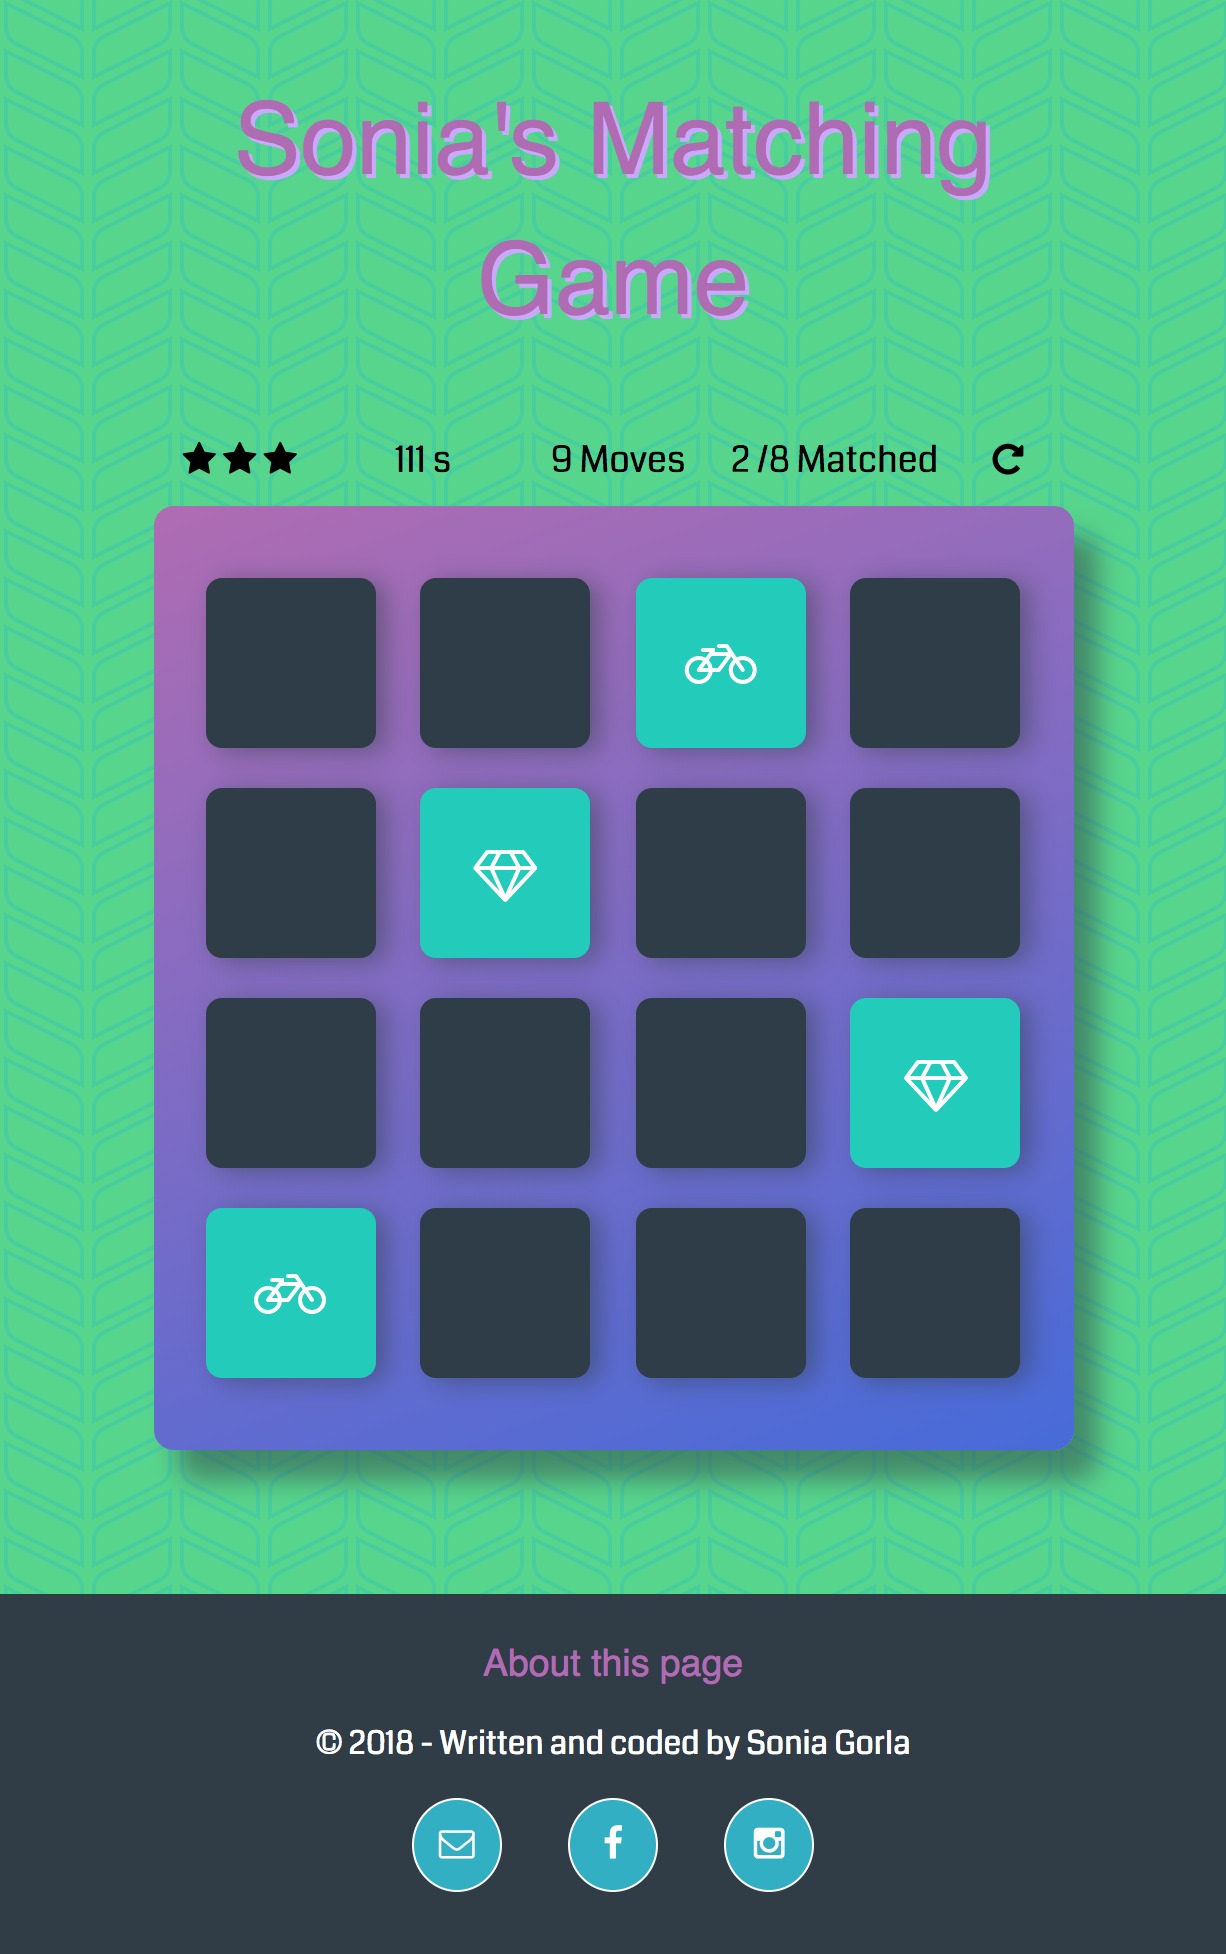 Sonia's Matching
Game
111 s 9 Moves 2 /8 Matched
About this page
© 2018 - Written and coded by Sonia Gorla